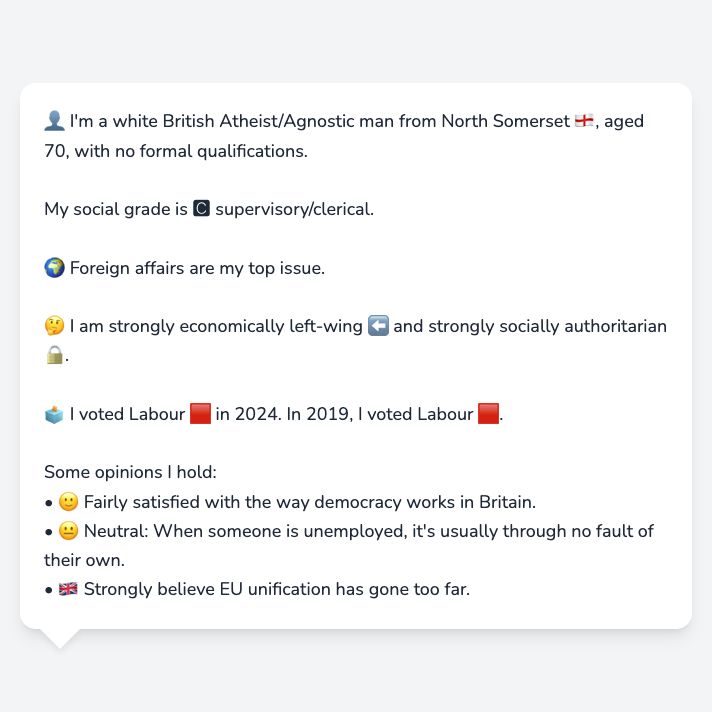 👤 I'm a white British Atheist/Agnostic man from North Somerset 🏴󠁧󠁢󠁥󠁮󠁧󠁿, aged
70, with no formal qualifications.
My social grade is 🅲 supervisory/clerical.
🌍 Foreign affairs are my top issue.
🤔 I am strongly economically left-wing ⬅️ and strongly socially authoritarian
🔒.
🗳️ I voted Labour 🟥 in 2024. In 2019, I voted Labour 🟥.
Some opinions I hold:
• 🙂 Fairly satisfied with the way democracy works in Britain.
• 😐 Neutral: When someone is unemployed, it's usually through no fault of
their own.
• 🇬🇧 Strongly believe EU unification has gone too far.